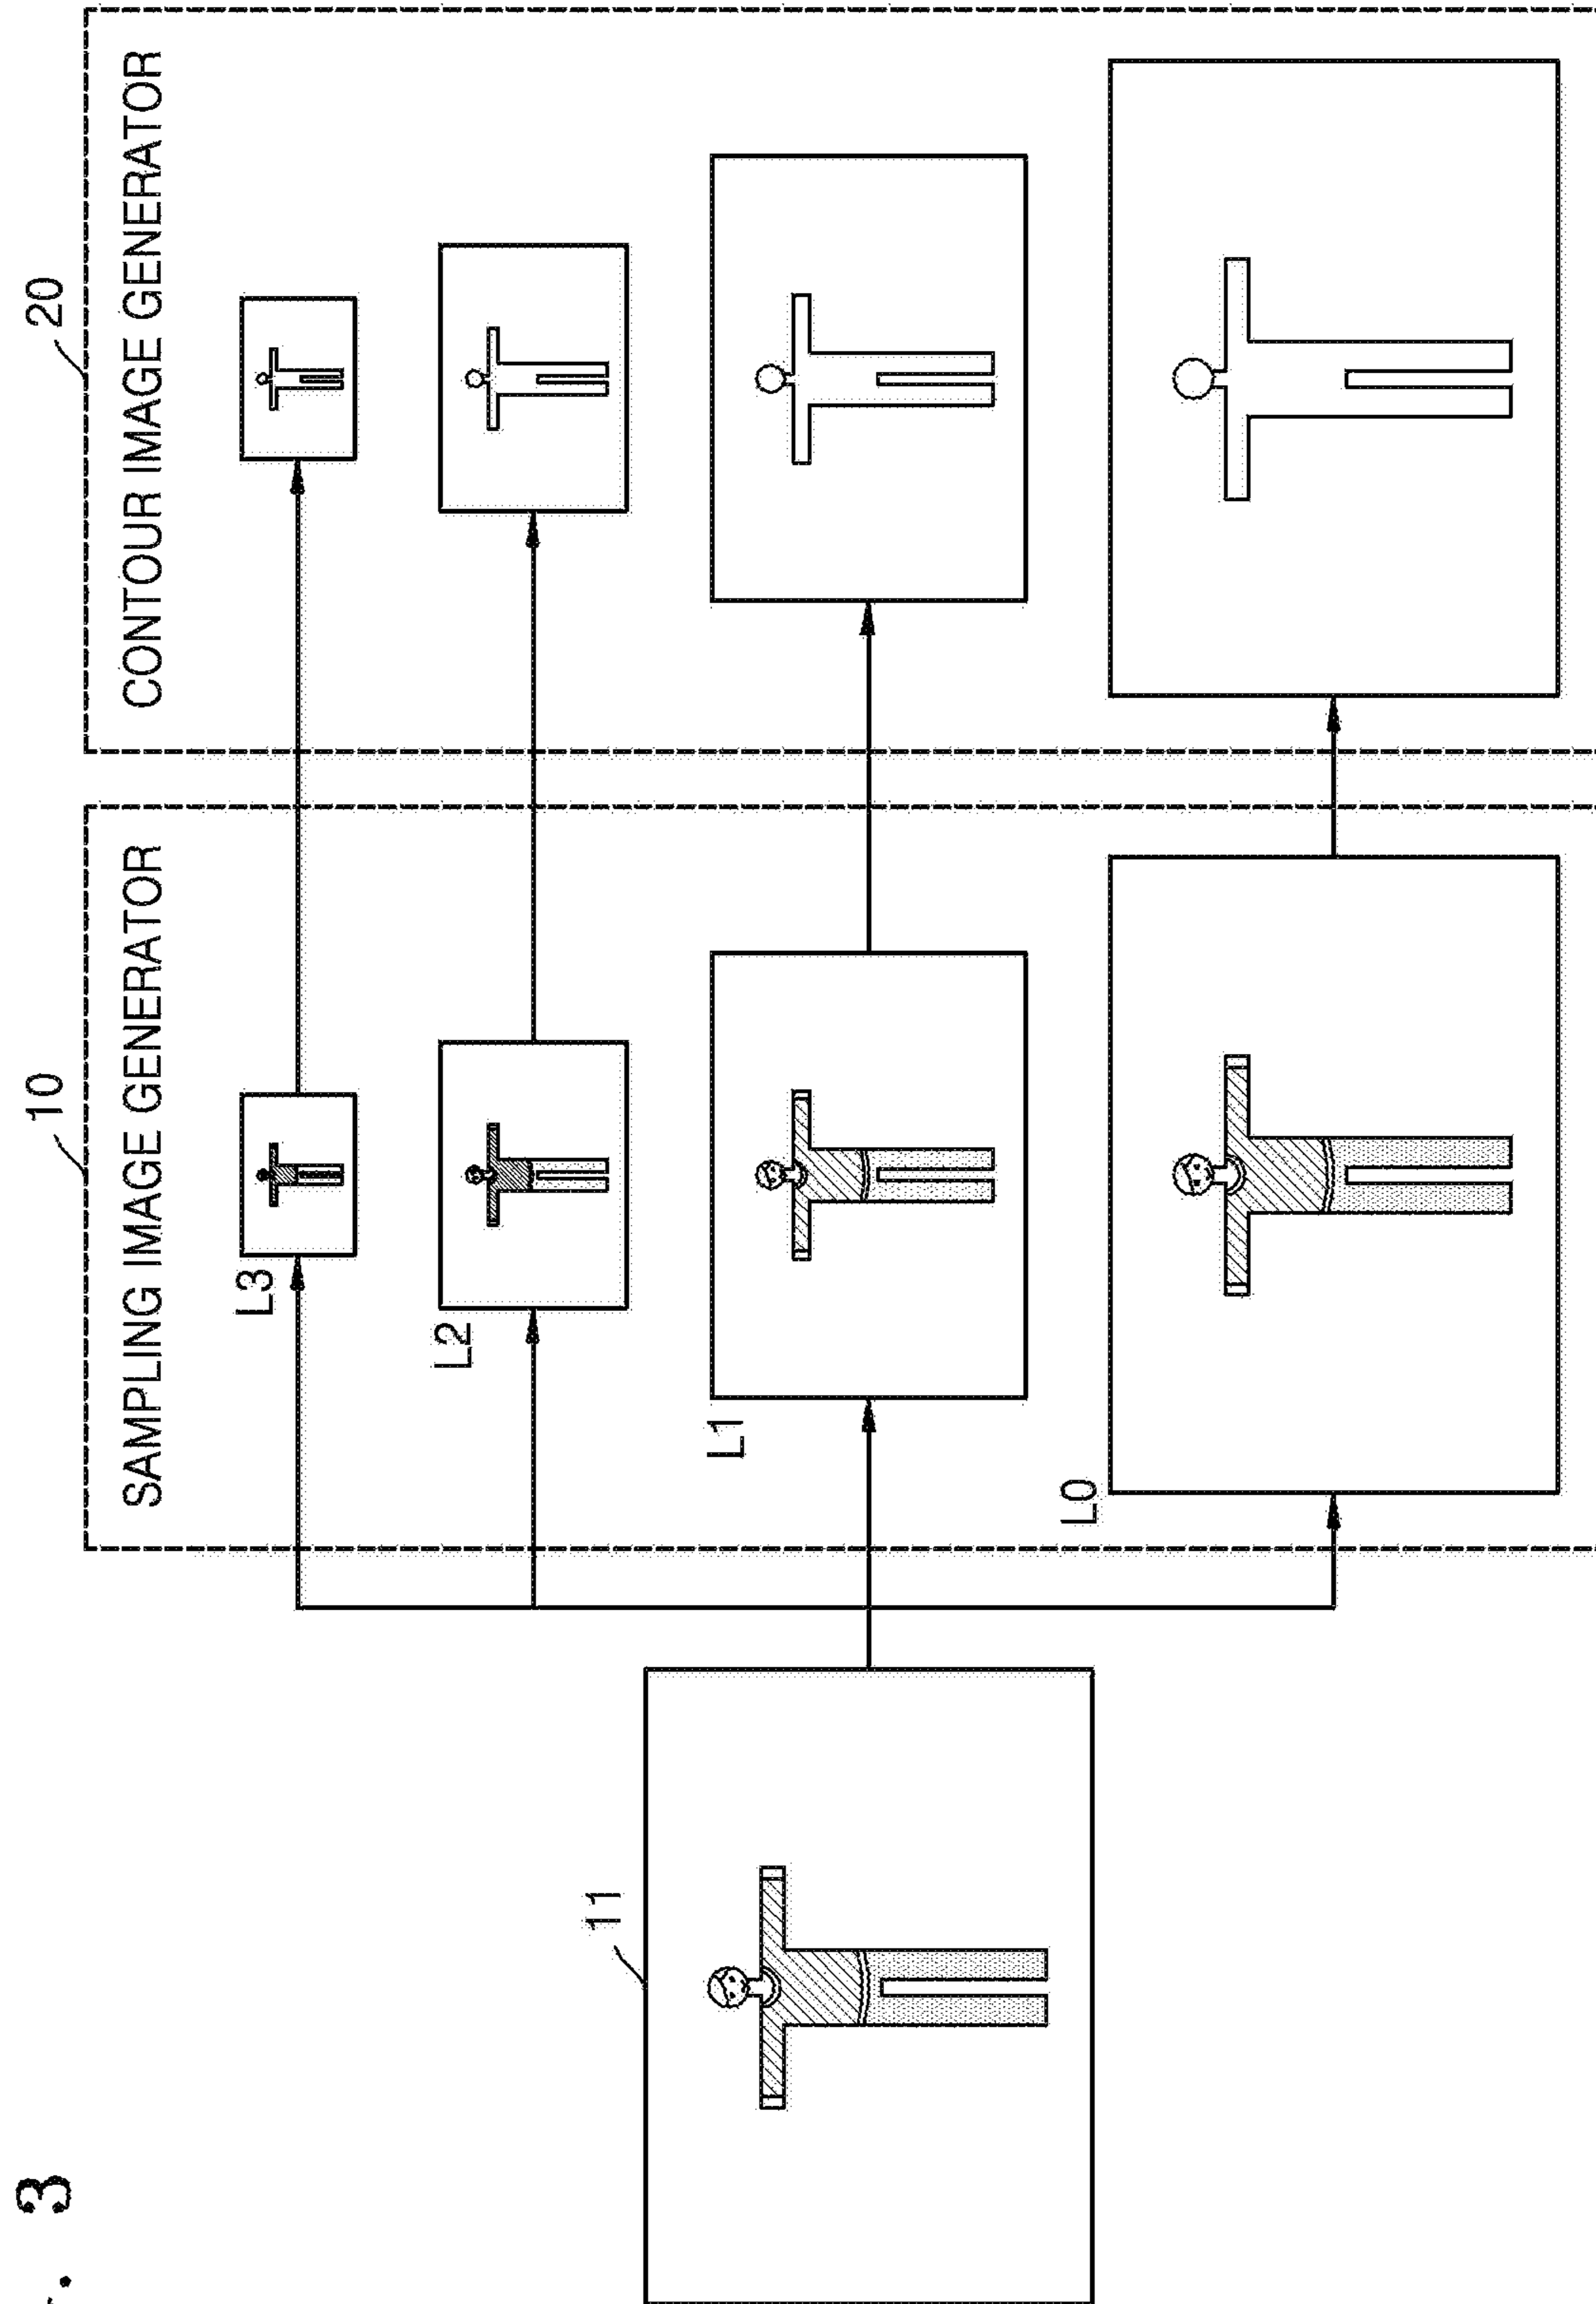 3
10
SAMPLING IMAGE GENERATOR
20
CONTOUR IMAGE GENERATOR
L3
L2
L1
11
L0